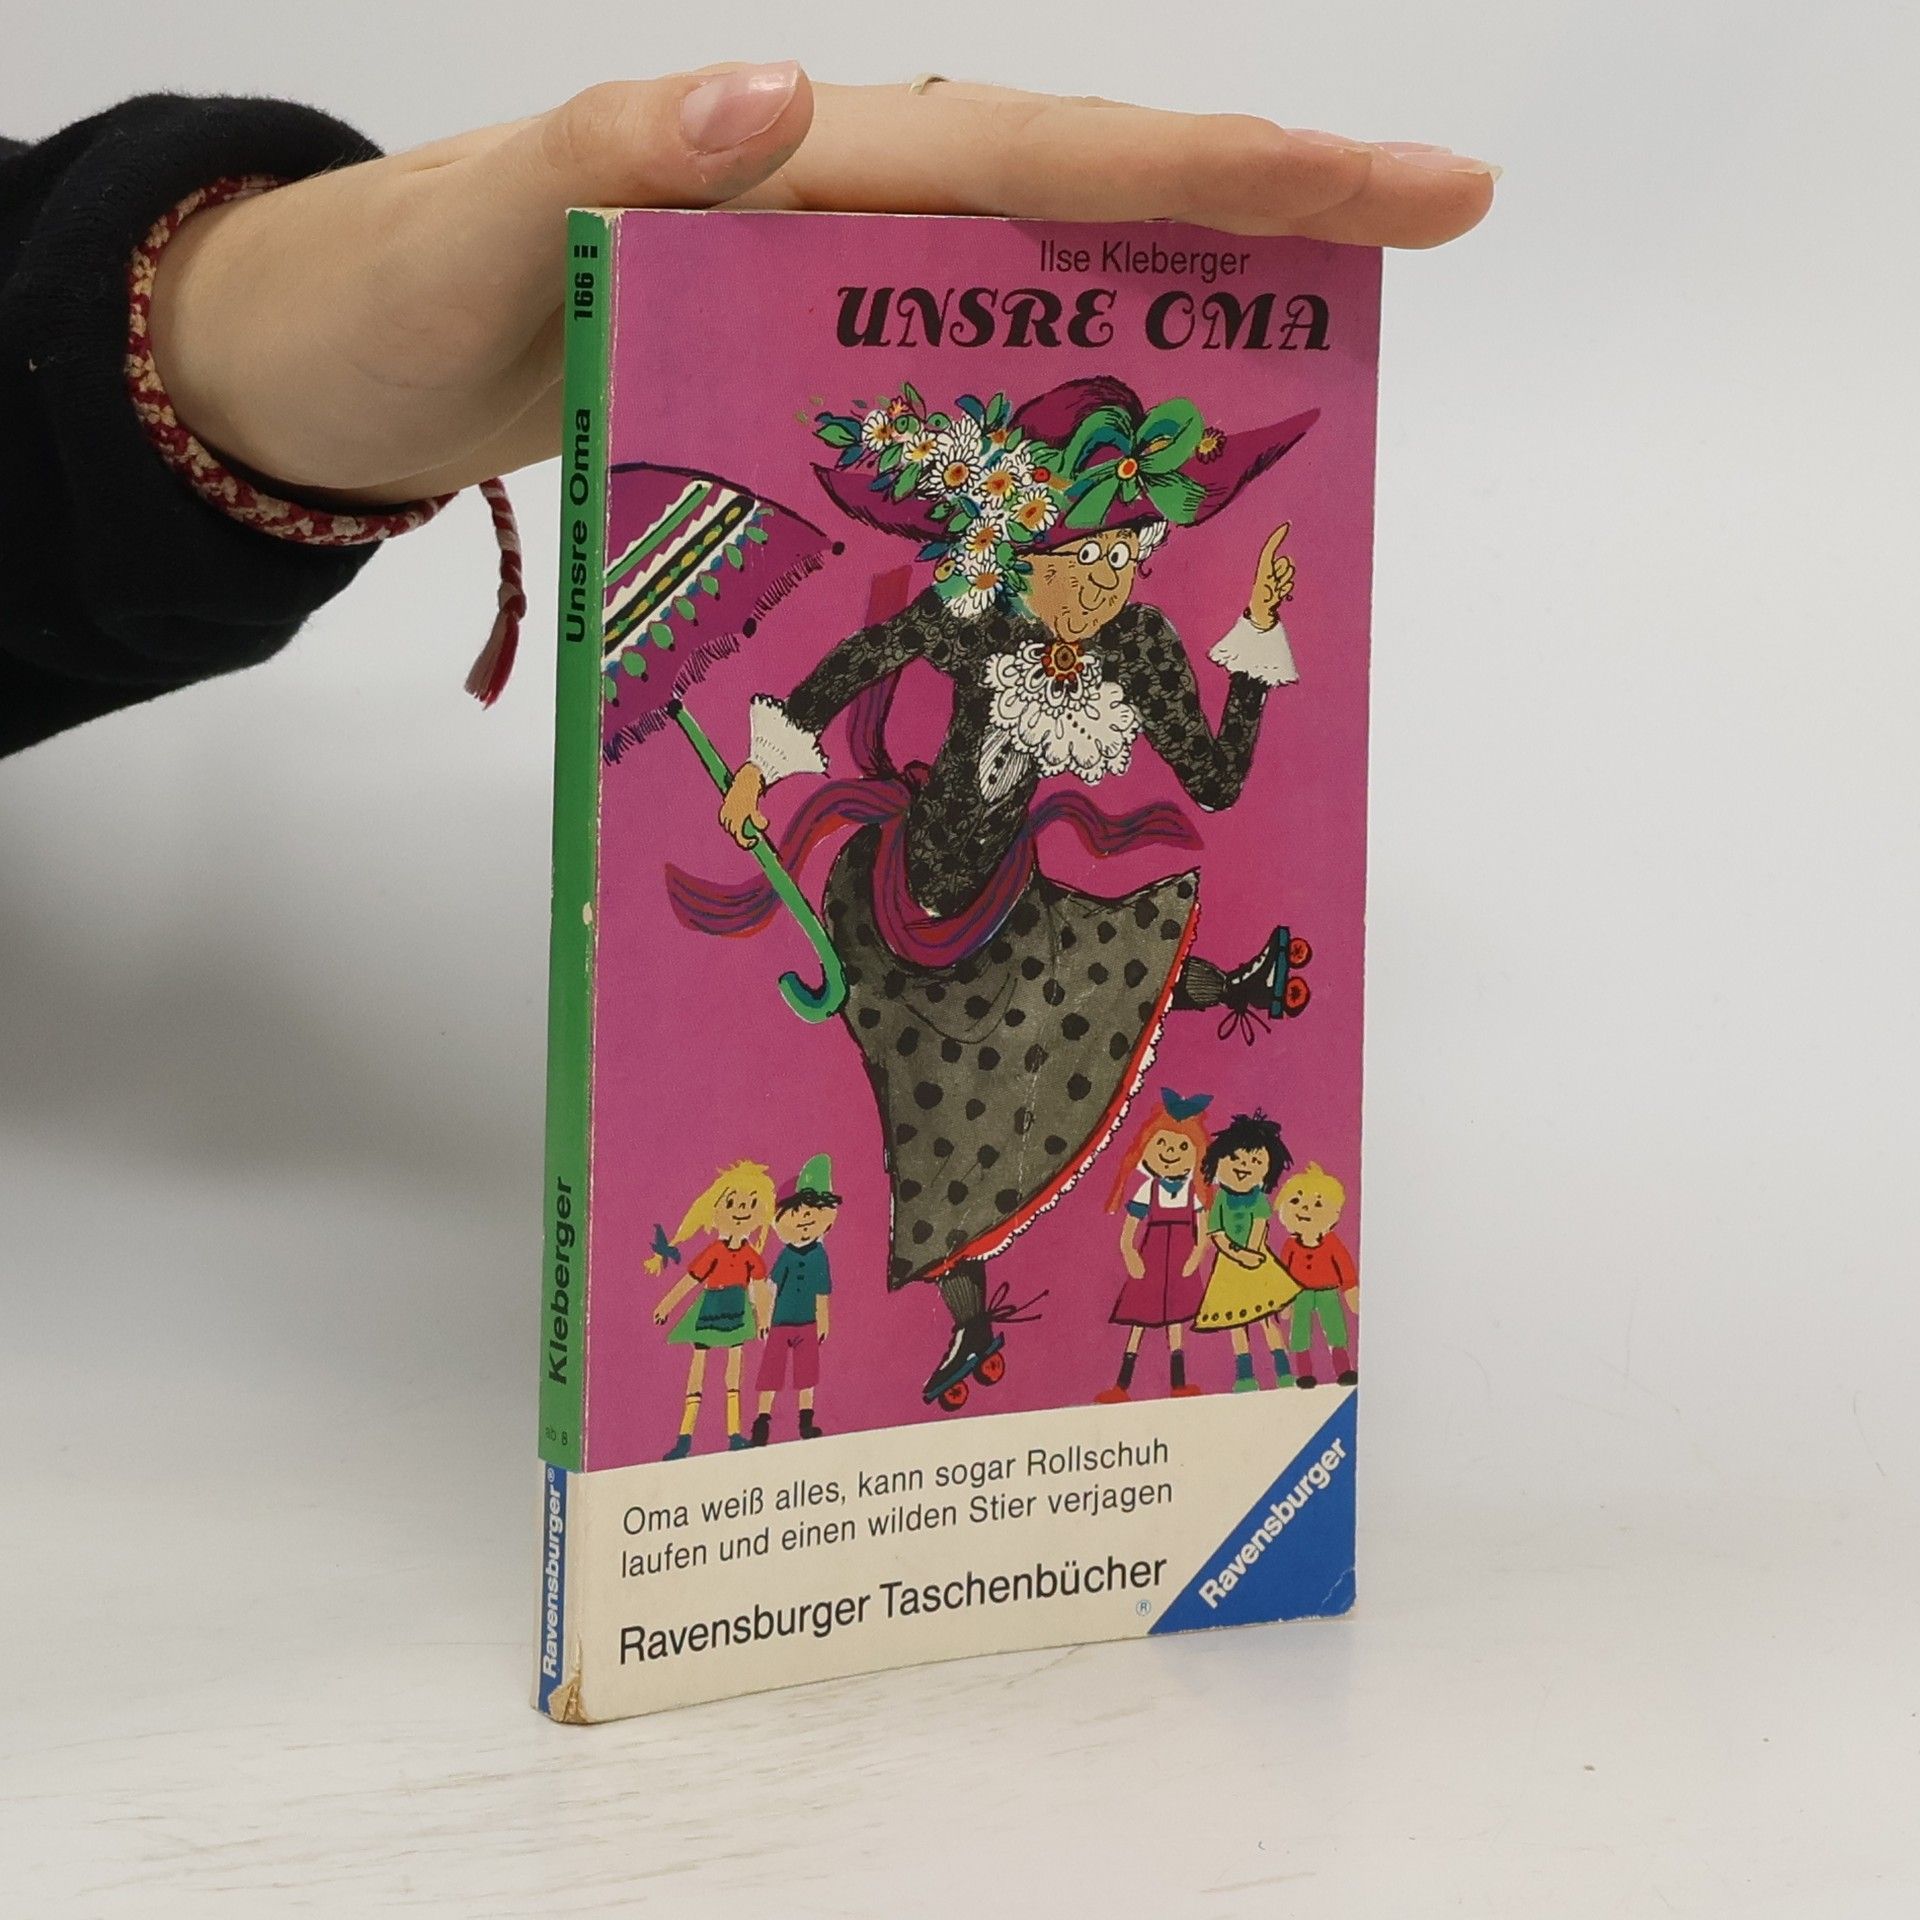 Ilse Kleberger
UNSRE OMA
Oma weiß alles, kann sogar Rollschuh
laufen und einen wilden Stier verjagen
Ravensburger Taschenbücher
®
Ravensburger
166
Unsre Oma
Kleberger
ab 8
Ravensburger®